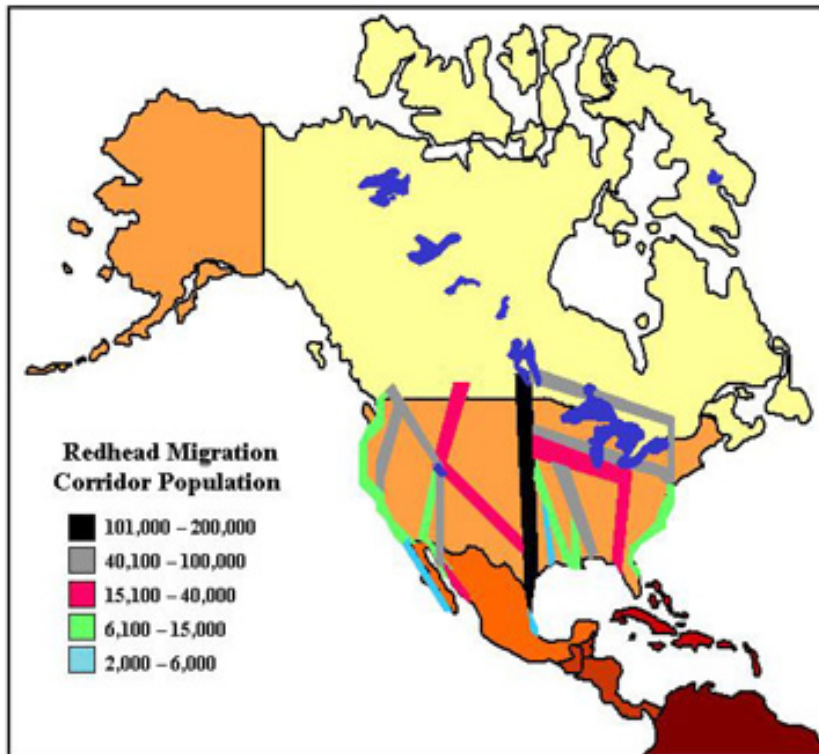 Redhead Migration
Corridor Population
101,000 – 200,000
40,100 – 100,000
15,100 – 40,000
6,100 – 15,000
2,000 – 6,000